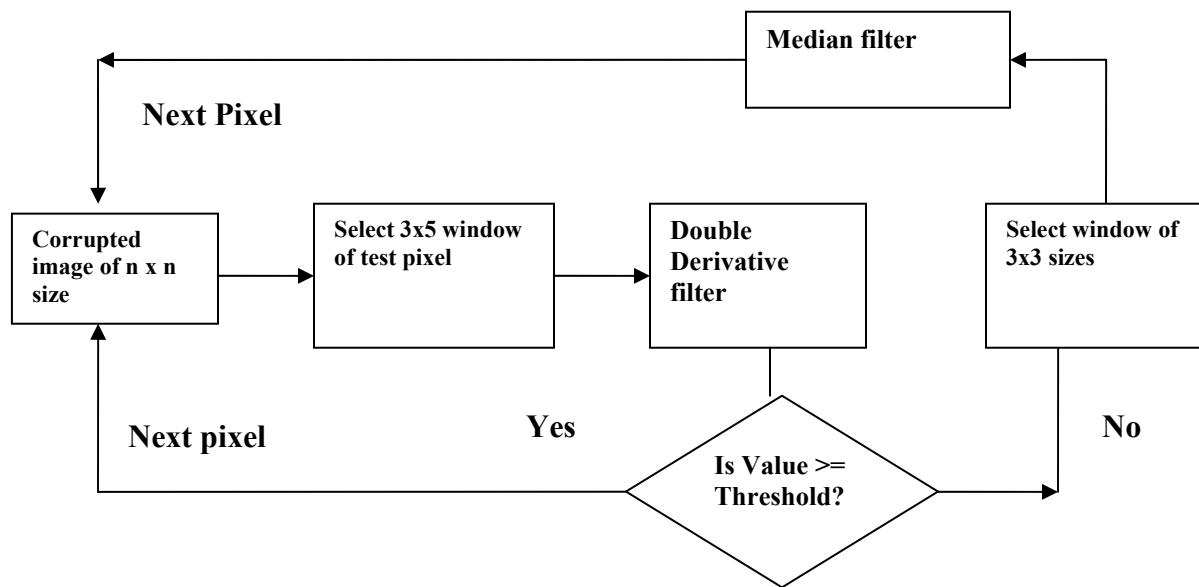 Median filter
Next Pixel
Corrupted
image of n x n
size
Select 3x5 window
of test pixel
Double
Derivative
filter
Select window of
3x3 sizes
Next pixel
Yes
No
Is Value >=
Threshold?